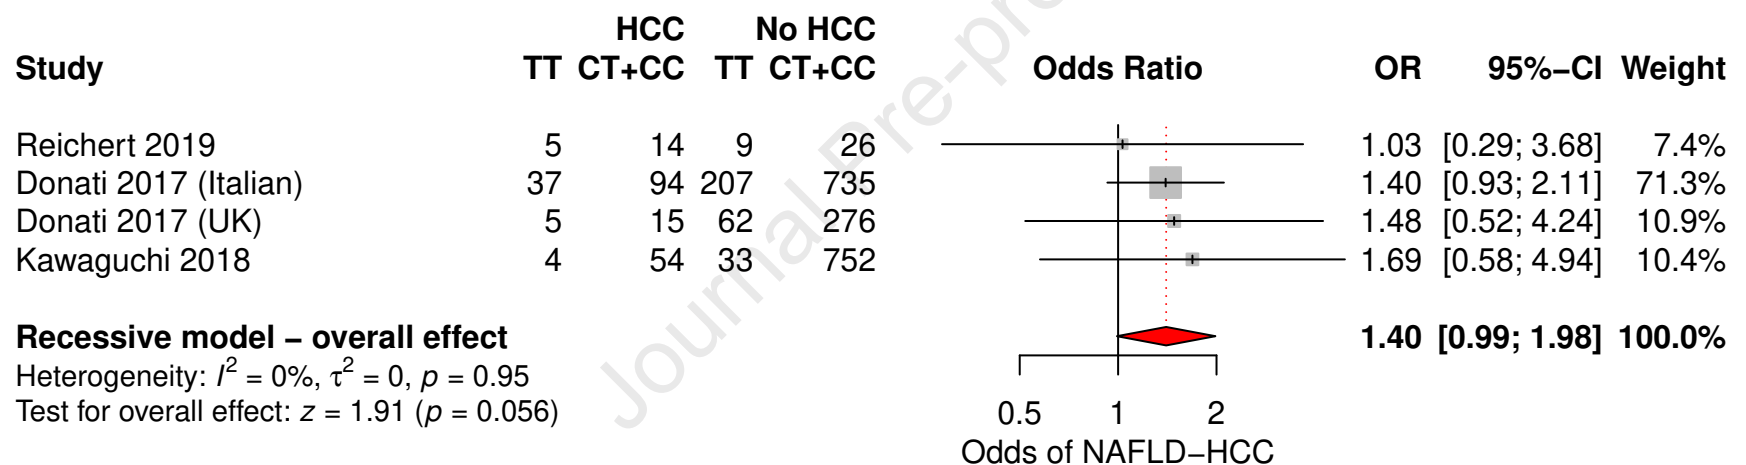 HCC No HCC
Study TT CT+CC TT CT+CC Odds Ratio OR 95%−CI Weight
Reichert 2019 5 14 9 26 1.03 [0.29; 3.68] 7.4%
Donati 2017 (Italian) 37 94 207 735 1.40 [0.93; 2.11] 71.3%
Donati 2017 (UK) 5 15 62 276 1.48 [0.52; 4.24] 10.9%
Kawaguchi 2018 4 54 33 752 1.69 [0.58; 4.94] 10.4%
Recessive model − overall effect 1.40 [0.99; 1.98] 100.0%
Heterogeneity: I² = 0%, τ² = 0, p = 0.95
Test for overall effect: z = 1.91 (p = 0.056)
0.5 1 2
Odds of NAFLD−HCC
Journal Pre-pr